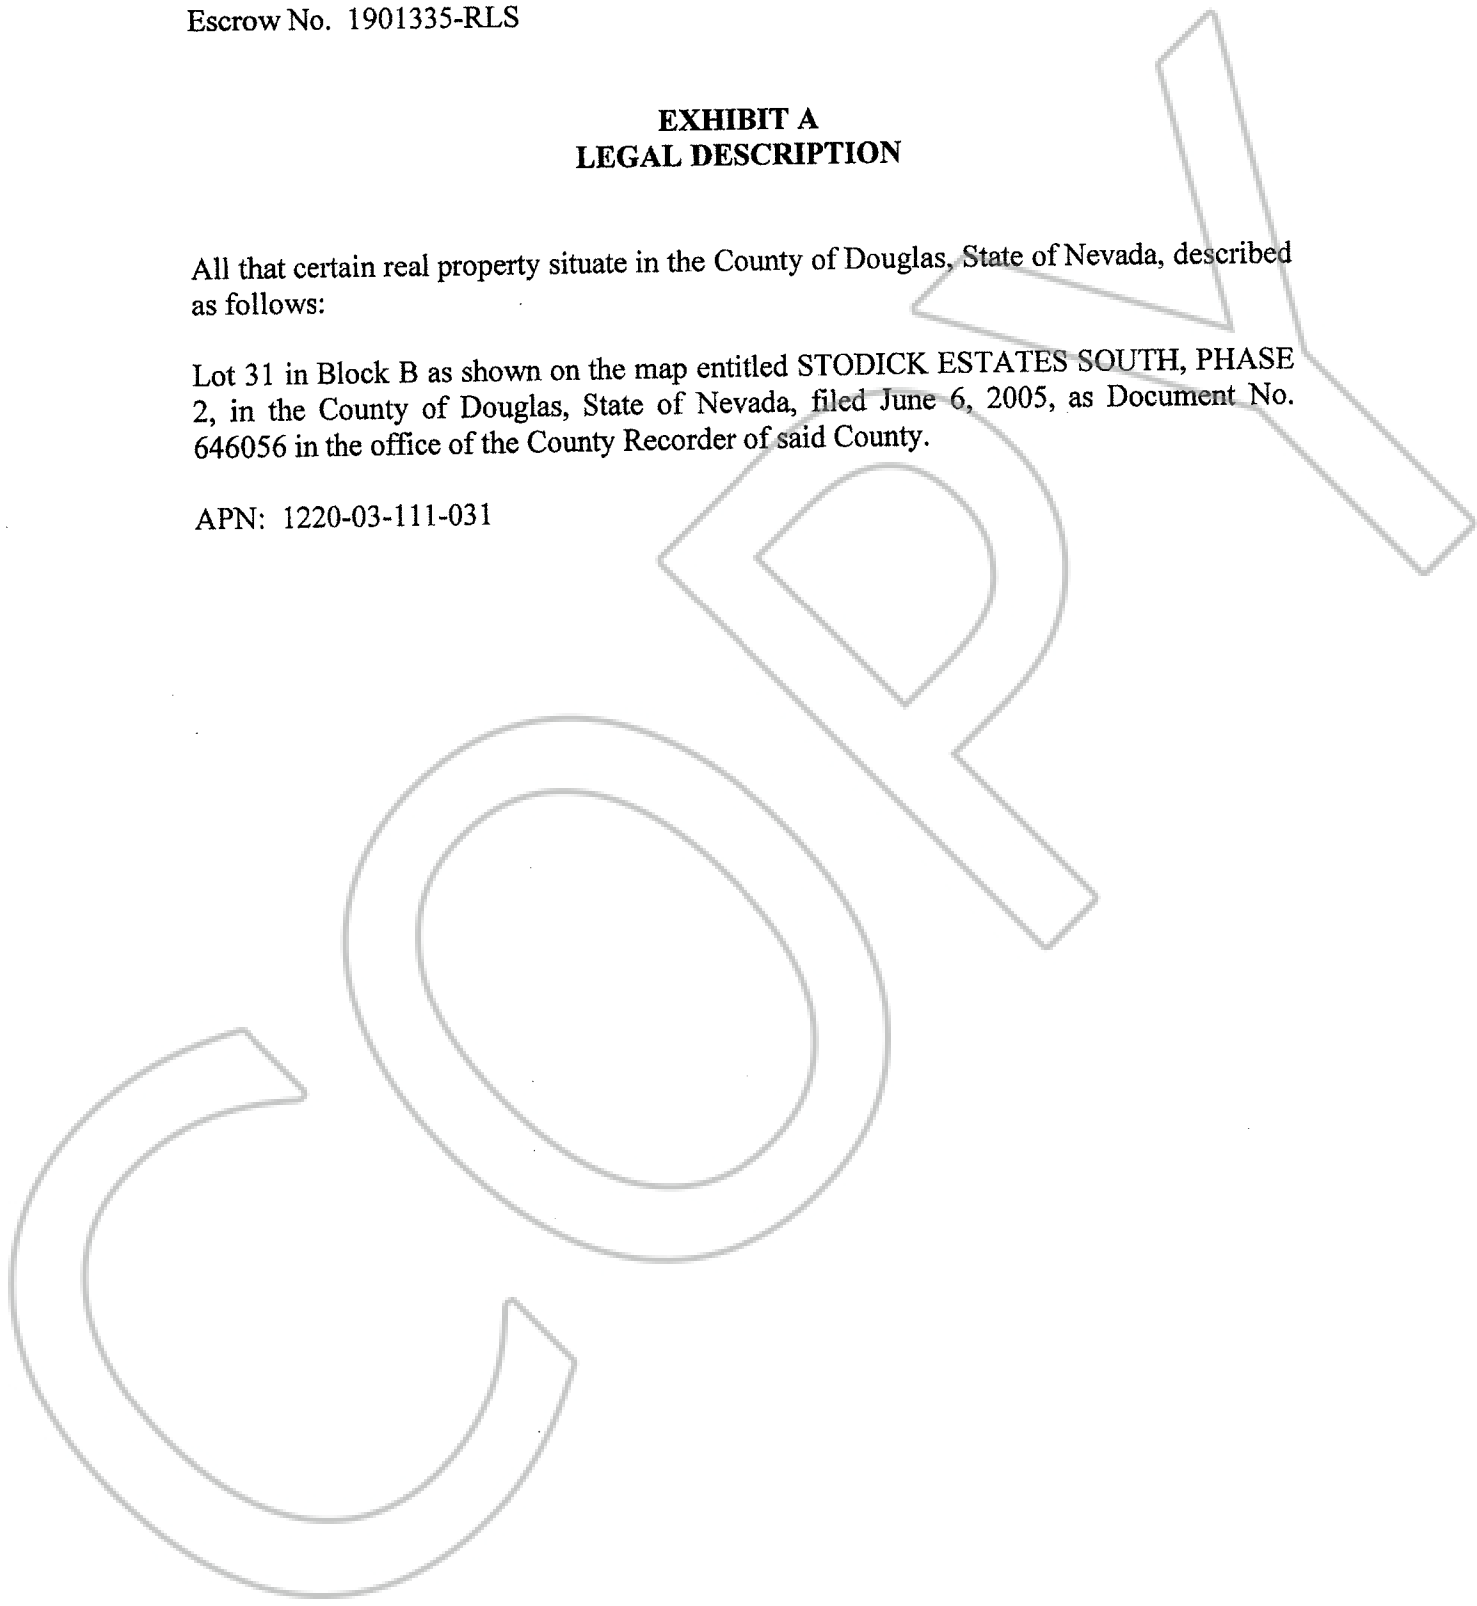 Escrow No. 1901335-RLS
EXHIBIT A
LEGAL DESCRIPTION
All that certain real property situate in the County of Douglas, State of Nevada, described
as follows:
Lot 31 in Block B as shown on the map entitled STODICK ESTATES SOUTH, PHASE
2, in the County of Douglas, State of Nevada, filed June 6, 2005, as Document No.
646056 in the office of the County Recorder of said County.
APN: 1220-03-111-031
COPY